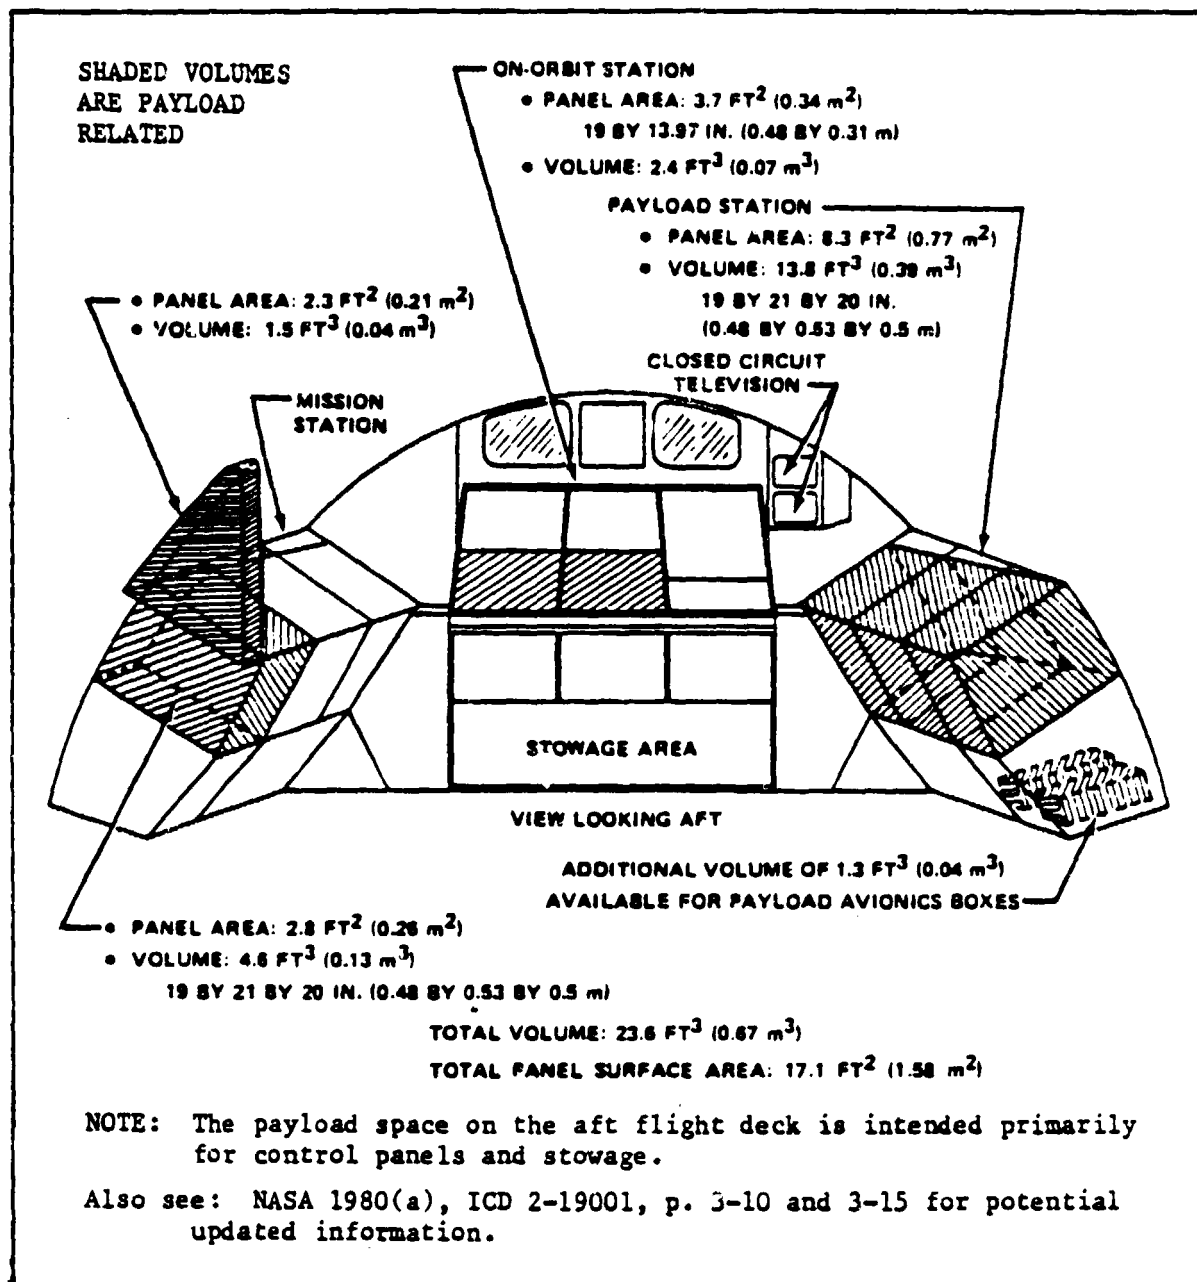 SHADED VOLUMES
ARE PAYLOAD
RELATED
ON-ORBIT STATION
• PANEL AREA: 3.7 FT² (0.34 m²)
19 BY 13.97 IN. (0.48 BY 0.31 m)
• VOLUME: 2.4 FT³ (0.07 m³)
PAYLOAD STATION
• PANEL AREA: 8.3 FT² (0.77 m²)
• VOLUME: 13.8 FT³ (0.39 m³)
19 BY 21 BY 20 IN.
(0.48 BY 0.53 BY 0.5 m)
• PANEL AREA: 2.3 FT² (0.21 m²)
• VOLUME: 1.5 FT³ (0.04 m³)
CLOSED CIRCUIT
TELEVISION
MISSION
STATION
STOWAGE AREA
VIEW LOOKING AFT
ADDITIONAL VOLUME OF 1.3 FT³ (0.04 m³)
AVAILABLE FOR PAYLOAD AVIONICS BOXES
• PANEL AREA: 2.8 FT² (0.26 m²)
• VOLUME: 4.6 FT³ (0.13 m³)
19 BY 21 BY 20 IN. (0.48 BY 0.53 BY 0.5 m)
TOTAL VOLUME: 23.6 FT³ (0.67 m³)
TOTAL PANEL SURFACE AREA: 17.1 FT² (1.58 m²)
NOTE: The payload space on the aft flight deck is intended primarily
for control panels and stowage.
Also see: NASA 1980(a), ICD 2-19001, p. 3-10 and 3-15 for potential
updated information.